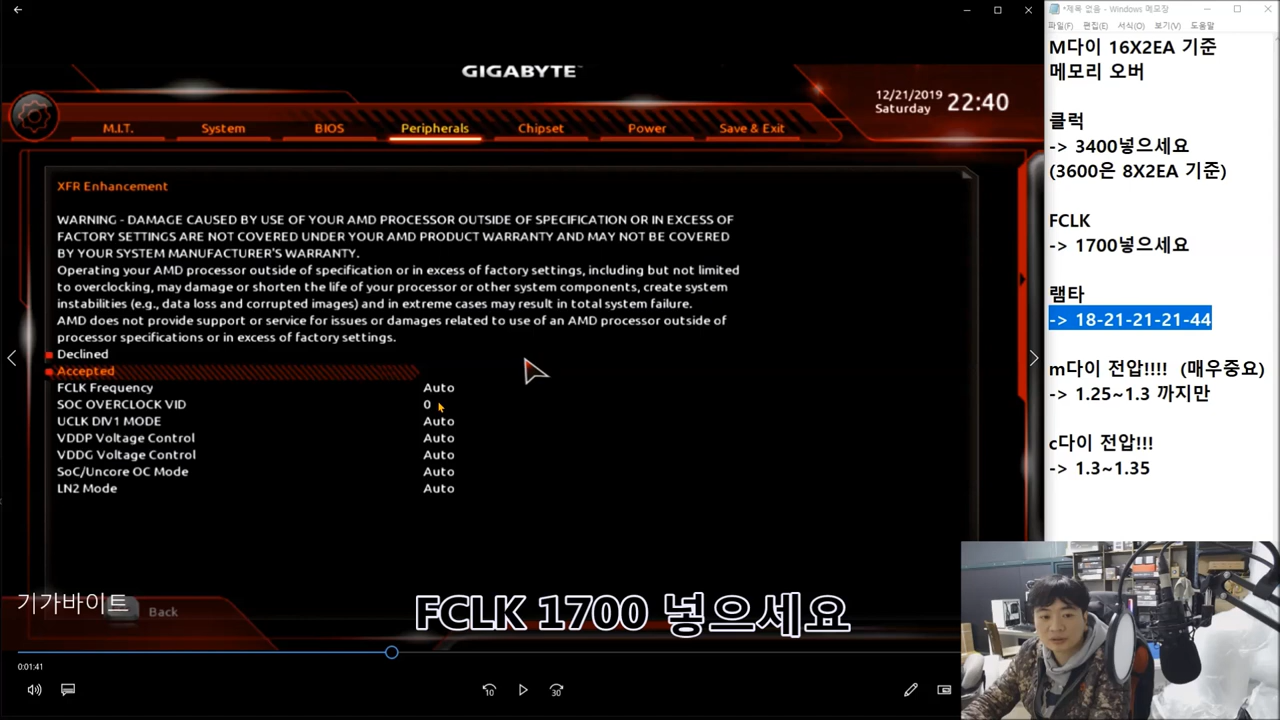 GIGABYTE™
12/21/2019
Saturday
22:40
M.I.T.
System
BIOS
Peripherals
Chipset
Power
Save & Exit
XFR Enhancement
WARNING - DAMAGE CAUSED BY USE OF YOUR AMD PROCESSOR OUTSIDE OF SPECIFICATION OR IN EXCESS OF
FACTORY SETTINGS ARE NOT COVERED UNDER YOUR AMD PRODUCT WARRANTY AND MAY NOT BE COVERED
BY YOUR SYSTEM MANUFACTURER'S WARRANTY.
Operating your AMD processor outside of specification or in excess of factory settings, including but not limited
to overclocking, may damage or shorten the life of your processor or other system components, create system
instabilities (e.g., data loss and corrupted images) and in extreme cases may result in total system failure.
AMD does not provide support or service for issues or damages related to use of an AMD processor outside of
processor specifications or in excess of factory settings.
Declined
Accepted
FCLK Frequency Auto
SOC OVERCLOCK VID 0
UCLK DIV1 MODE Auto
VDDP Voltage Control Auto
VDDG Voltage Control Auto
SoC/Uncore OC Mode Auto
LN2 Mode Auto
기가바이트
Back
FCLK 1700 넣으세요
0:01:41
10
30
*제목 없음 - Windows 메모장
파일(F) 편집(E) 서식(O) 보기(V) 도움말
M다이 16X2EA 기준
메모리 오버
클럭
-> 3400넣으세요
(3600은 8X2EA 기준)
FCLK
-> 1700넣으세요
램타
-> 18-21-21-21-44
m다이 전압!!!! (매우중요)
-> 1.25~1.3 까지만
c다이 전압!!!
-> 1.3~1.35